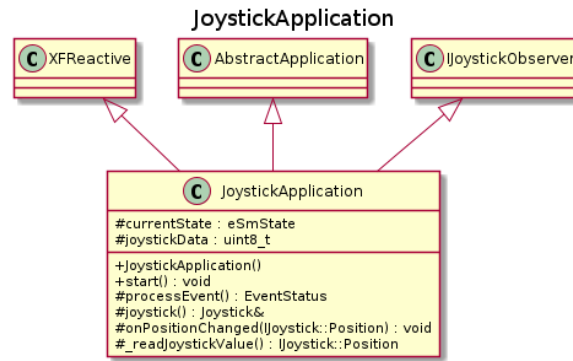 JoystickApplication
C XFReactive
C AbstractApplication
C IJoystickObserver
C JoystickApplication
#currentState : eSmState
#joystickData : uint8_t
+JoystickApplication()
+start() : void
#processEvent() : EventStatus
#joystick() : Joystick&
#onPositionChanged(IJoystick::Position) : void
#_readJoystickValue() : IJoystick::Position